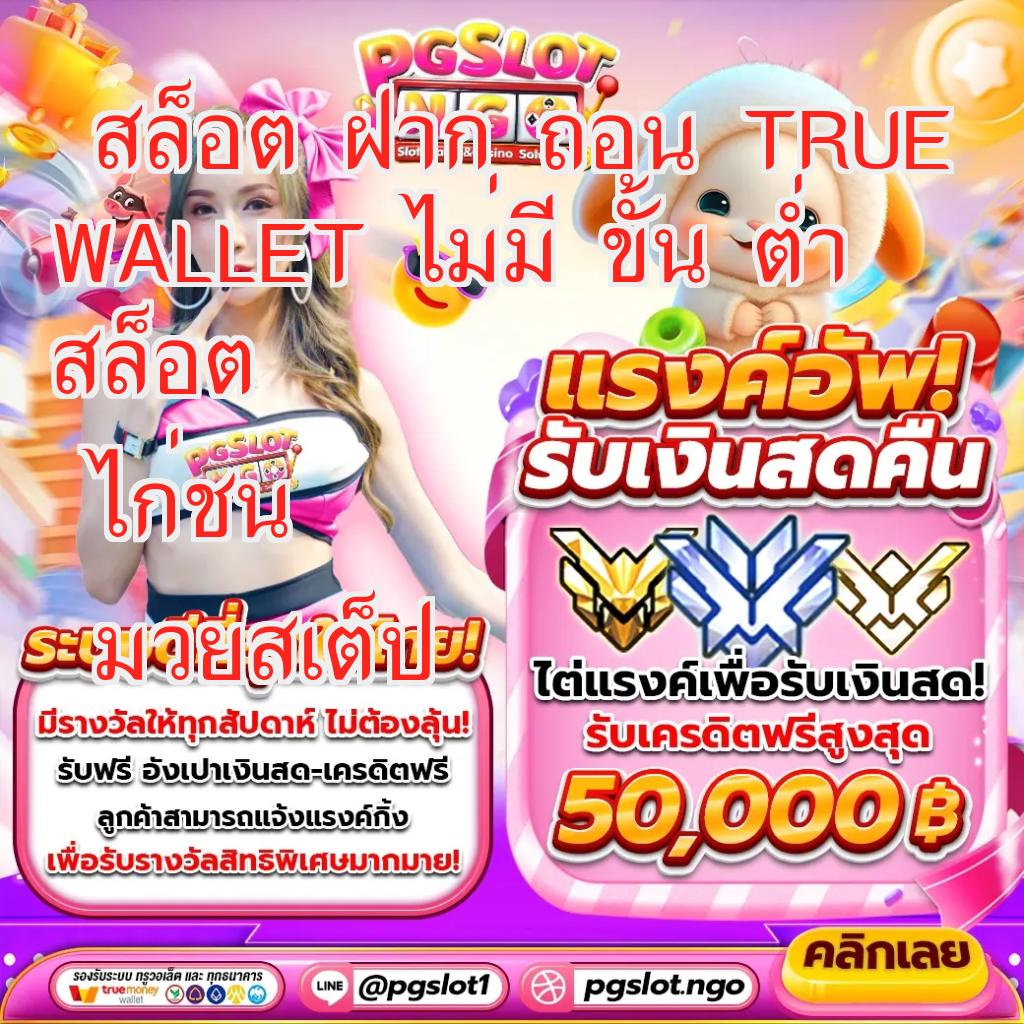 PGSLOT
สล็อต ฝาก ถอน TRUE
WALLET ไม่มี ขั้น ต่ำ
สล็อต
ไก่ชน
มวยสเต็ป
PGSLOT
แรงค์อัพ!
รับเงินสดคืน
ไต่แรงค์เพื่อรับเงินสด!
รับเครดิตฟรีสูงสุด
50,000 ฿
มีรางวัลให้ทุกสัปดาห์ ไม่ต้องลุ้น!
รับฟรี อังเปาเงินสด-เครดิตฟรี
ลูกค้าสามารถแจ้งแรงค์กิ้ง
เพื่อรับรางวัลสิทธิพิเศษมากมาย!
คลิกเลย
รองรับระบบ ทรูวอเล็ต และ ทุกธนาคาร
truemoney
wallet
LINE @pgslot1
pgslot.ngo